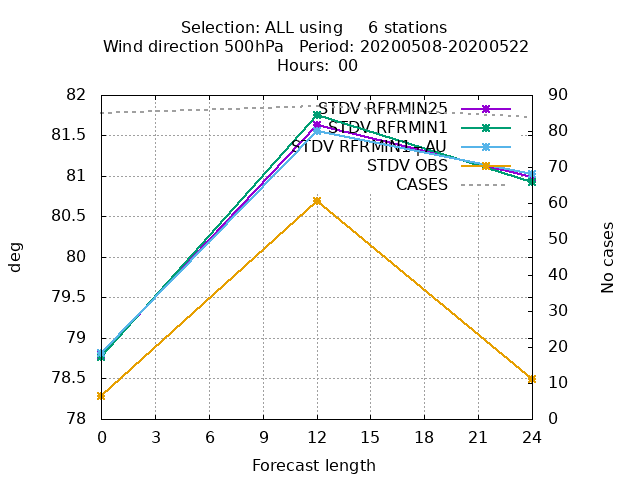 Selection: ALL using     6 stations
Wind direction 500hPa   Period: 20200508-20200522
Hours:  00
82
81.5
81
80.5
80
79.5
79
78.5
78
90
80
70
60
50
40
30
20
10
0
0 3 6 9 12 15 18 21 24
deg
No cases
Forecast length
STDV RFRMIN25
STDV RFRMIN1
STDV RFRMIN1_AU
STDV OBS
CASES